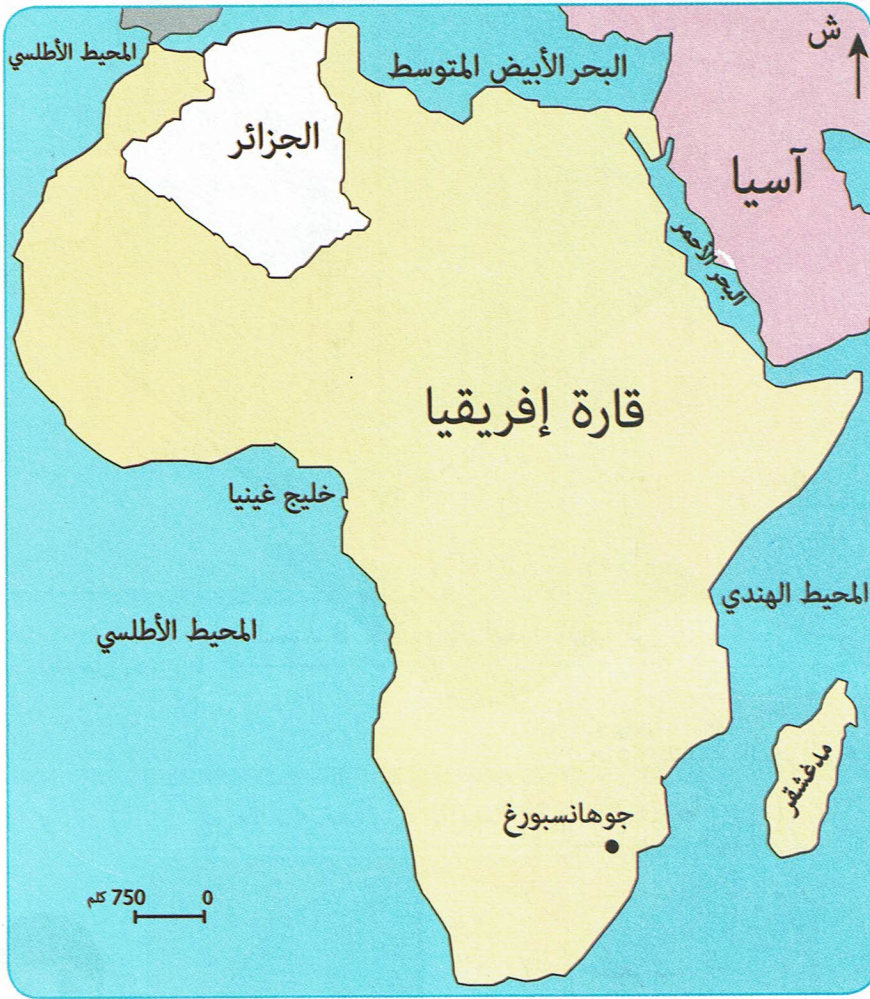 ش
المحيط الأطلسي
البحر الأبيض المتوسط
الجزائر
آسيا
البحر الأحمر
قارة إفريقيا
خليج غينيا
المحيط الهندي
المحيط الأطلسي
مدغشقر
جوهانسبورغ
0 750 كلم